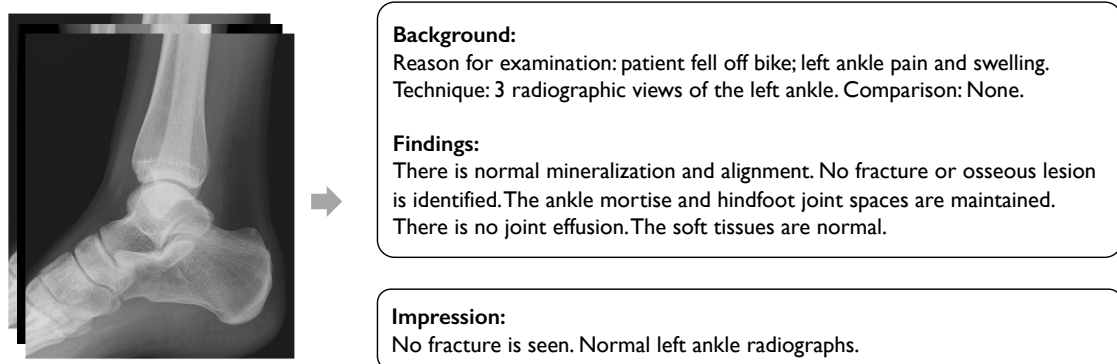 Background:
Reason for examination: patient fell off bike; left ankle pain and swelling.
Technique: 3 radiographic views of the left ankle. Comparison: None.
Findings:
There is normal mineralization and alignment. No fracture or osseous lesion
is identified. The ankle mortise and hindfoot joint spaces are maintained.
There is no joint effusion. The soft tissues are normal.
Impression:
No fracture is seen. Normal left ankle radiographs.